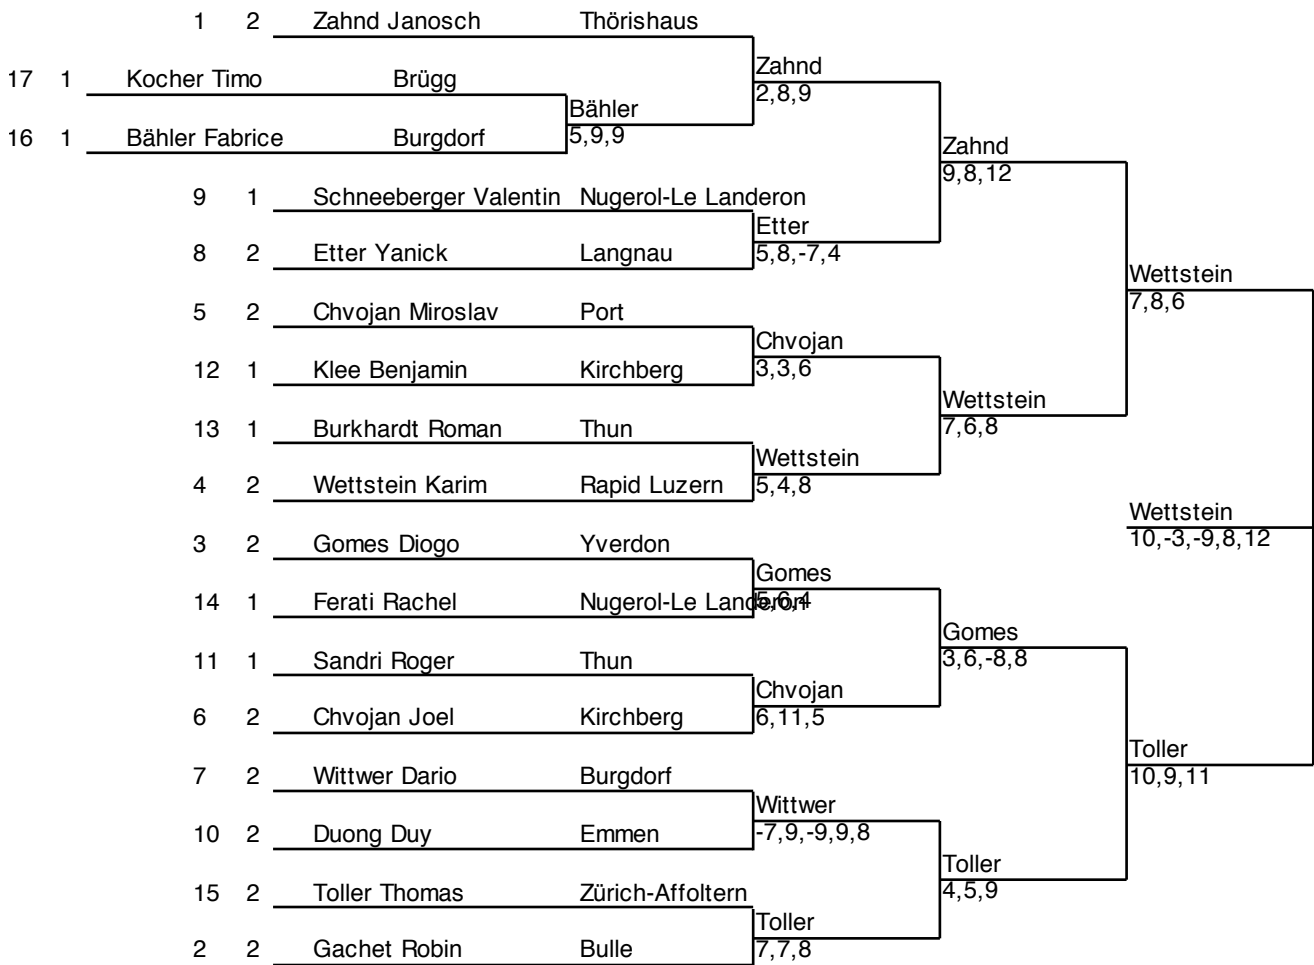 1 2 Zahnd Janosch Thörishaus
Zahnd
17 1 Kocher Timo Brügg
2,8,9
Bähler
16 1 Bähler Fabrice Burgdorf
5,9,9
Zahnd
9,8,12
9 1 Schneeberger Valentin Nugerol-Le Landeron
Etter
8 2 Etter Yanick Langnau
5,8,-7,4
Wettstein
7,8,6
5 2 Chvojan Miroslav Port
Chvojan
12 1 Klee Benjamin Kirchberg
3,3,6
Wettstein
7,6,8
13 1 Burkhardt Roman Thun
Wettstein
4 2 Wettstein Karim Rapid Luzern
5,4,8
Wettstein
10,-3,-9,8,12
3 2 Gomes Diogo Yverdon
Gomes
14 1 Ferati Rachel Nugerol-Le Landeron
5,6,4
Gomes
3,6,-8,8
11 1 Sandri Roger Thun
Chvojan
6 2 Chvojan Joel Kirchberg
6,11,5
Toller
10,9,11
7 2 Wittwer Dario Burgdorf
Wittwer
10 2 Duong Duy Emmen
-7,9,-9,9,8
Toller
4,5,9
15 2 Toller Thomas Zürich-Affoltern
Toller
2 2 Gachet Robin Bulle
7,7,8